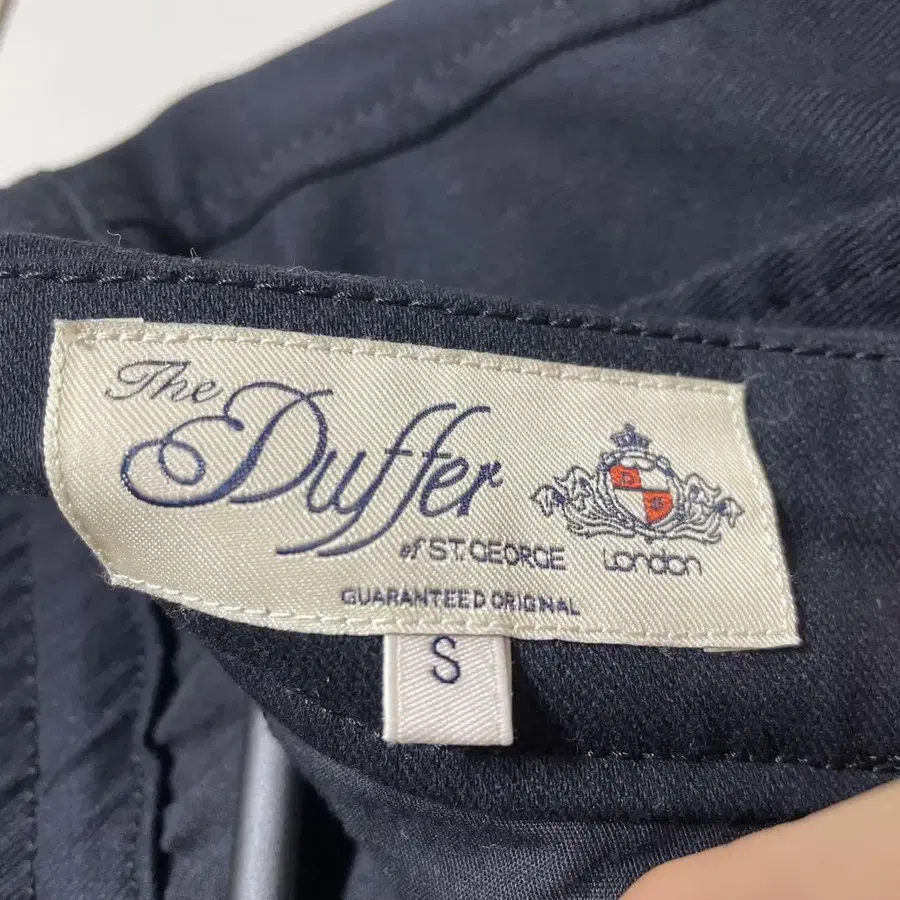 The
Duffer
of ST. GEORGE
London
GUARANTEED ORIGINAL
S